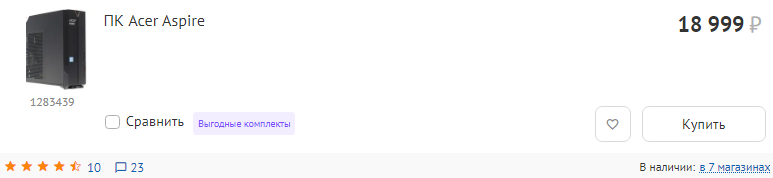 ПК Acer Aspire
18 999 ₽
1283439
Сравнить
Выгодные комплекты
Купить
10
23
В наличии: в 7 магазинах